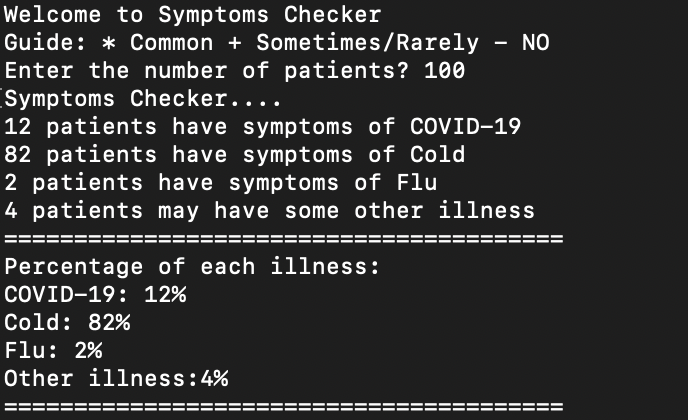 Welcome to Symptoms Checker
Guide: * Common + Sometimes/Rarely - NO
Enter the number of patients? 100
Symptoms Checker....
12 patients have symptoms of COVID-19
82 patients have symptoms of Cold
2 patients have symptoms of Flu
4 patients may have some other illness
========================================
Percentage of each illness:
COVID-19: 12%
Cold: 82%
Flu: 2%
Other illness:4%
========================================